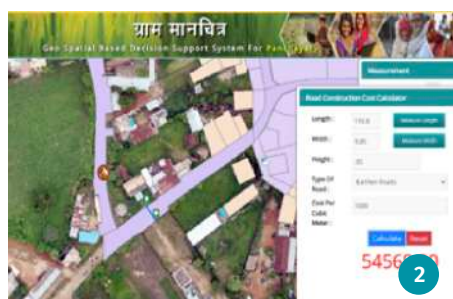 ग्राम मानचित्र
Geo Spatial Based Decision Support System For Panchayat
Measurement
Road Construction Cost Calculator
Length :
Measure Length
Width :
Measure Width
Height :
Type Of
Road :
Earthen Roads
Cost Per
Cubic
Meter :
1000
Calculate Reset
2